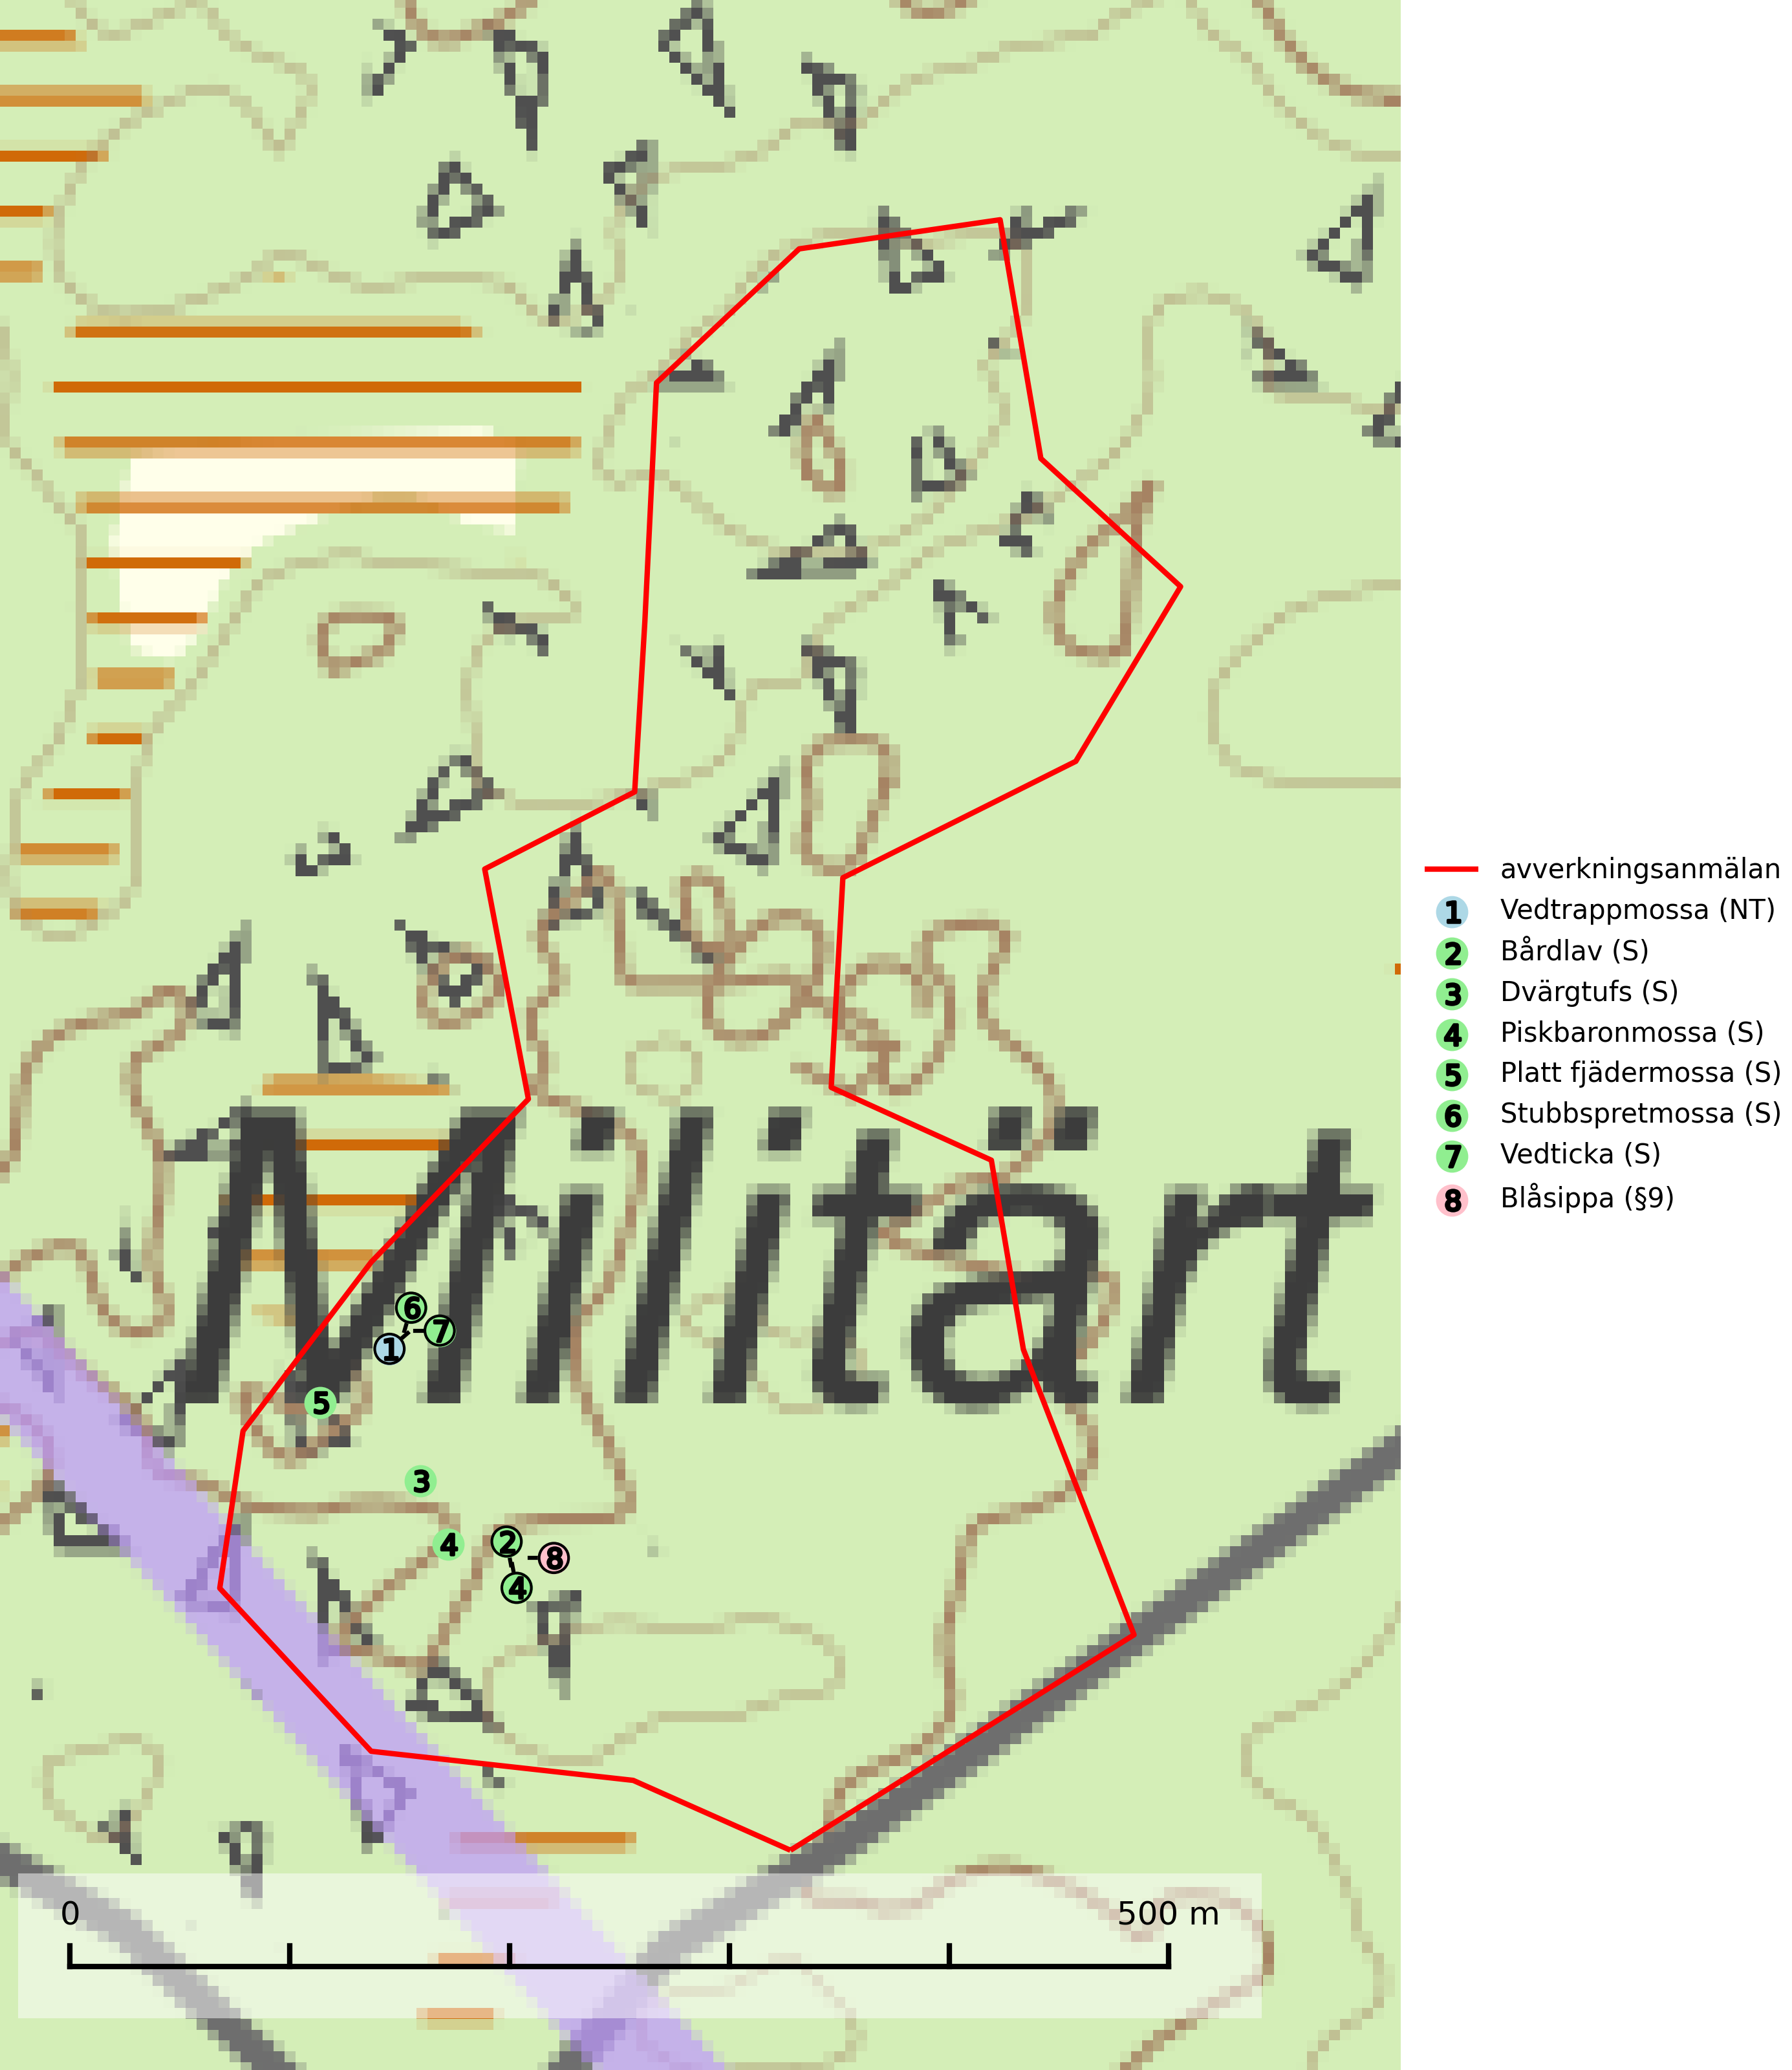 Militär
6
7
1
5
3
4
2
8
4
0
500 m
avverkningsanmälan
1 Vedtrappmossa (NT)
2 Bårdlav (S)
3 Dvärgtufs (S)
4 Piskbaronmossa (S)
5 Platt fjädermossa (S)
6 Stubbspretmossa (S)
7 Vedticka (S)
8 Blåsippa (§9)